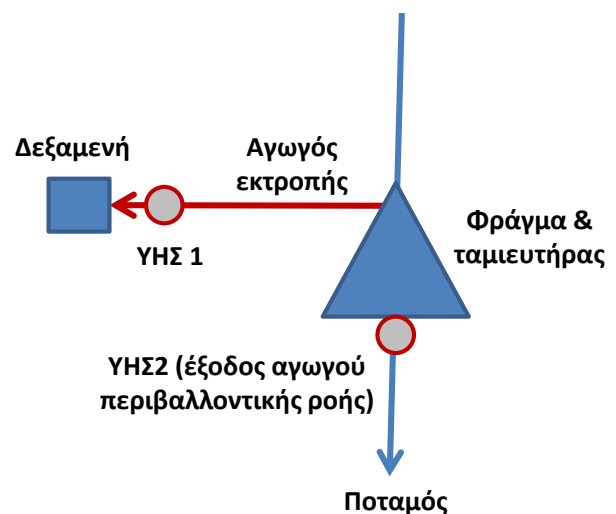 Δεξαμενή
Αγωγός
εκτροπής
ΥΗΣ 1
Φράγμα &
ταμιευτήρας
ΥΗΣ2 (έξοδος αγωγού
περιβαλλοντικής ροής)
Ποταμός